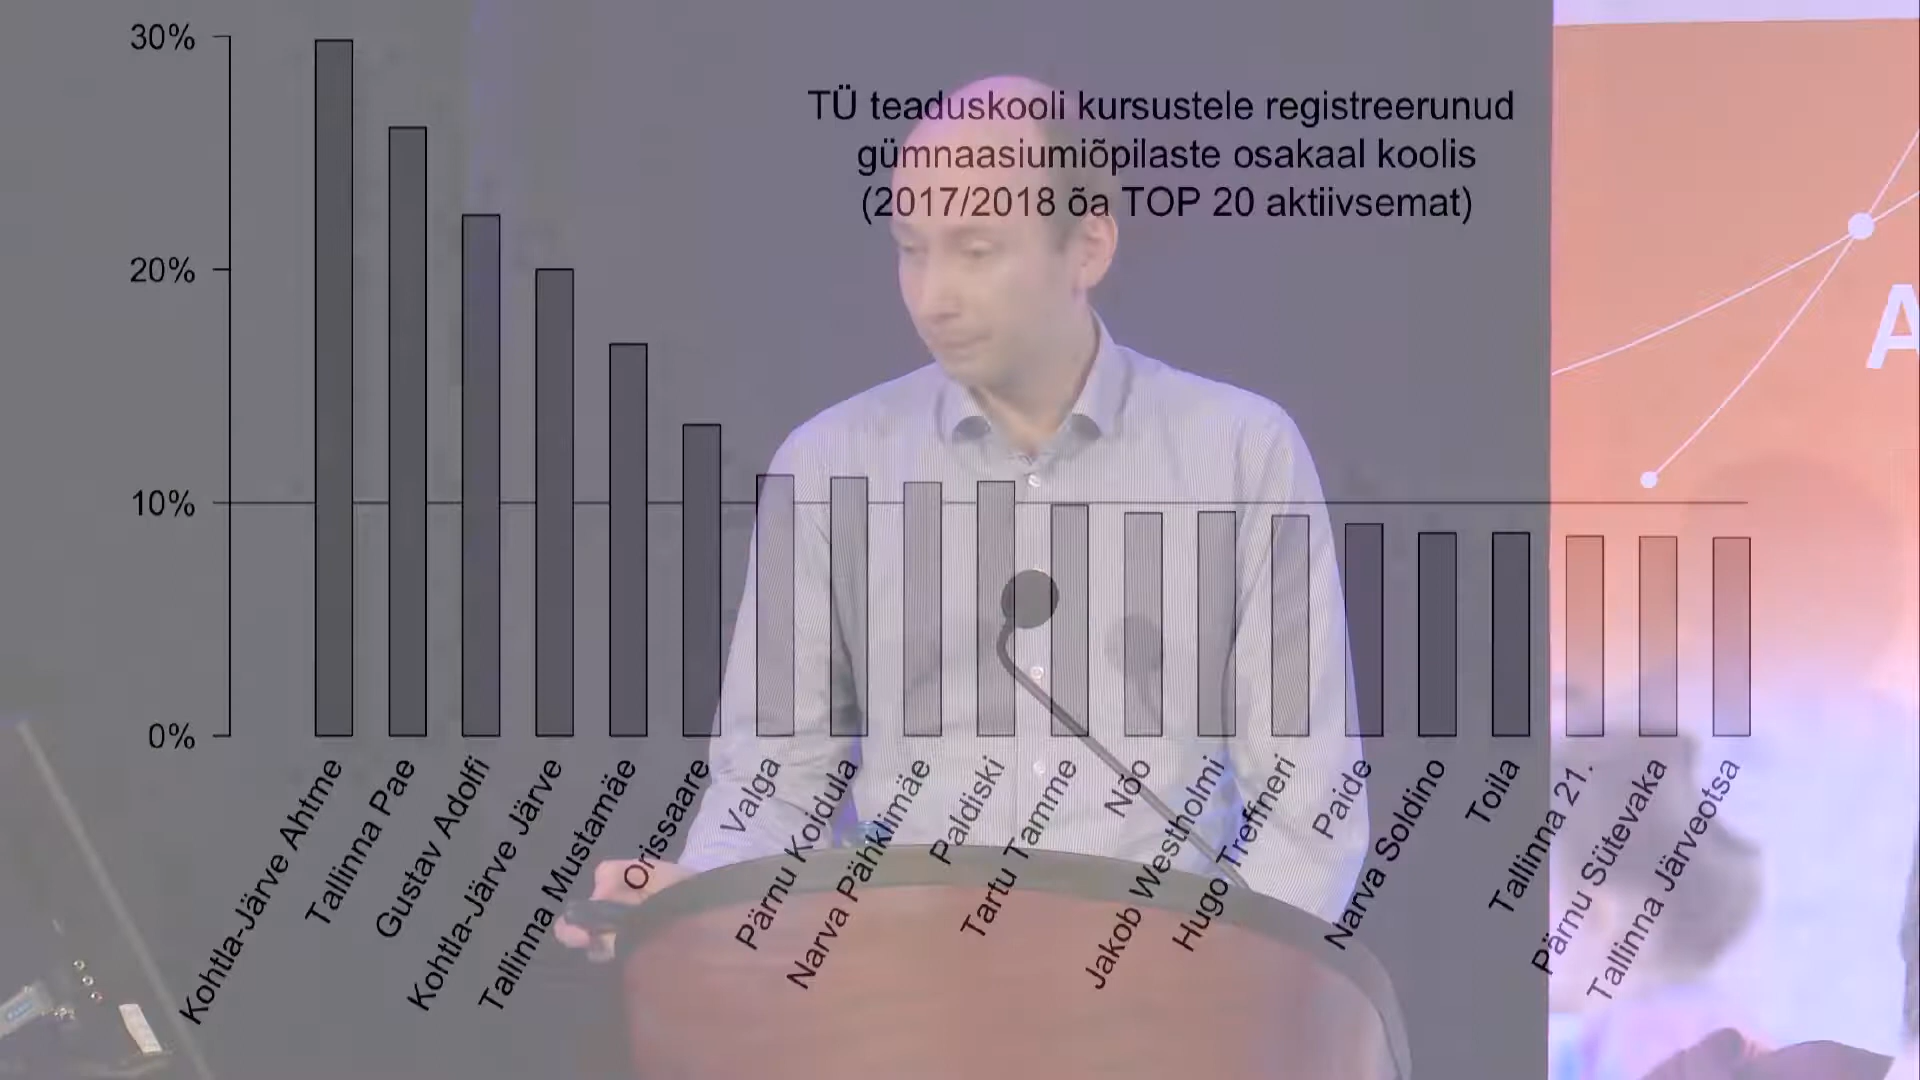 TÜ teaduskooli kursustele registreerunud
gümnaasiumiõpilaste osakaal koolis
(2017/2018 õa TOP 20 aktiivsemat)
30%
20%
10%
0%
Kohtla-Järve Ahtme
Tallinna Pae
Gustav Adolfi
Kohtla-Järve Järve
Tallinna Mustamäe
Orissaare
Valga
Pärnu Koidula
Narva Pähklimäe
Paldiski
Tartu Tamme
Nõo
Jakob Westholmi
Hugo Treffneri
Paide
Narva Soldino
Toila
Tallinna 21.
Pärnu Sütevaka
Tallinna Järveotsa
A